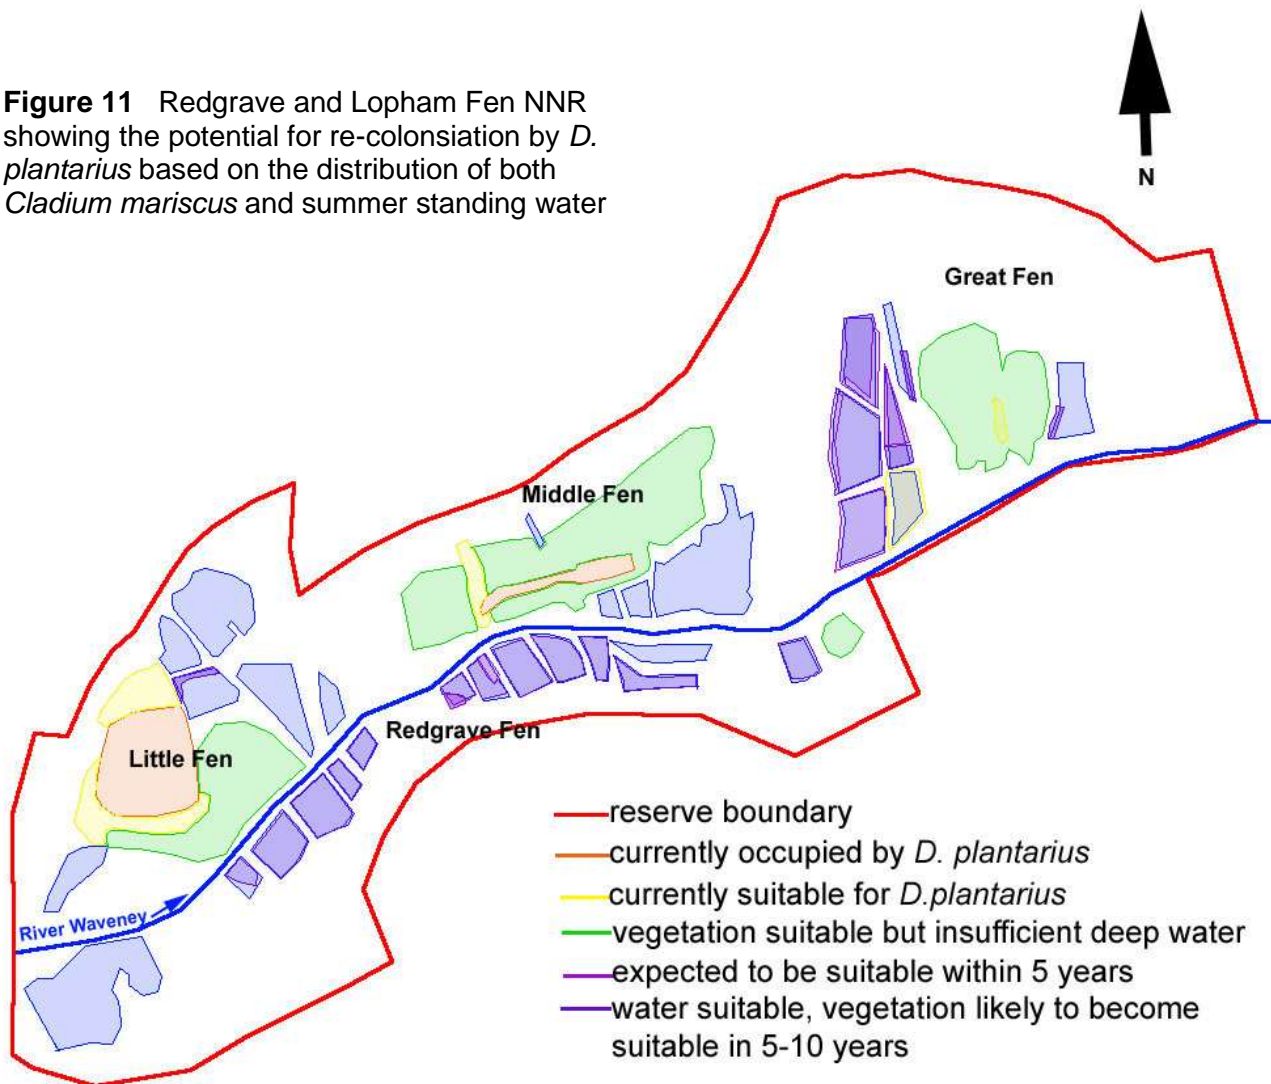 Figure 11 Redgrave and Lopham Fen NNR
showing the potential for re-colonsiation by D.
plantarius based on the distribution of both
Cladium mariscus and summer standing water
N
Great Fen
Middle Fen
Redgrave Fen
Little Fen
River Waveney
reserve boundary
currently occupied by D. plantarius
currently suitable for D.plantarius
vegetation suitable but insufficient deep water
expected to be suitable within 5 years
water suitable, vegetation likely to become
suitable in 5-10 years